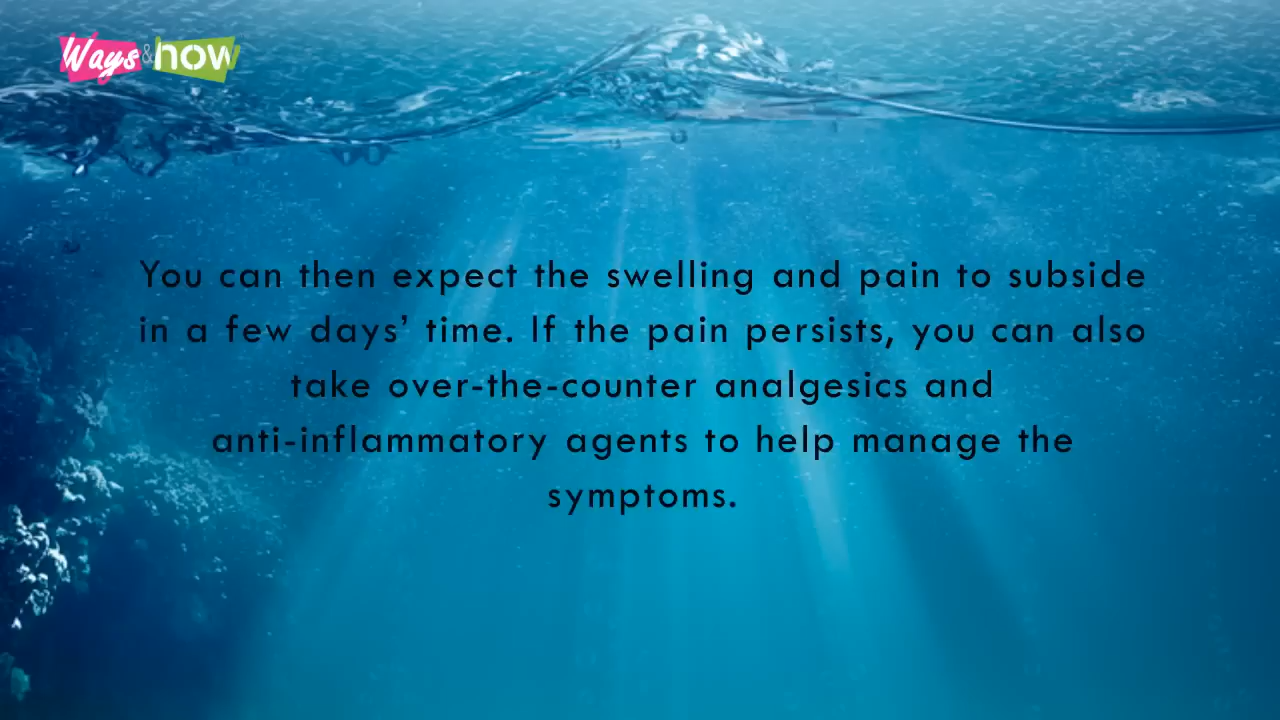 Ways & how
You can then expect the swelling and pain to subside
in a few days’ time. If the pain persists, you can also
take over-the-counter analgesics and
anti-inflammatory agents to help manage the
symptoms.